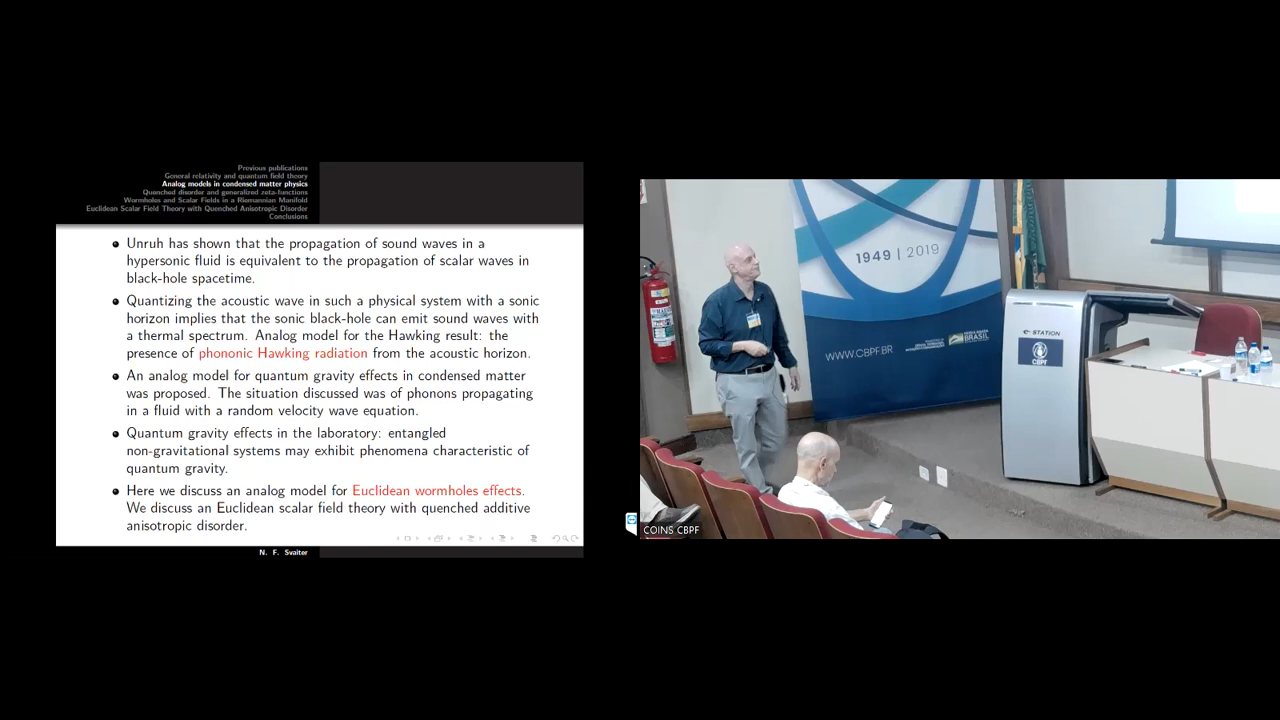 Previous publications
General relativity and quantum field theory
Analog models in condensed matter physics
Quenched disorder and generalized zeta-functions
Wormholes and Scalar Fields in a Riemannian Manifold
Euclidean Scalar Field Theory with Quenched Anisotropic Disorder
Conclusions
Unruh has shown that the propagation of sound waves in a
hypersonic fluid is equivalent to the propagation of scalar waves in
black-hole spacetime.
Quantizing the acoustic wave in such a physical system with a sonic
horizon implies that the sonic black-hole can emit sound waves with
a thermal spectrum. Analog model for the Hawking result: the
presence of phononic Hawking radiation from the acoustic horizon.
An analog model for quantum gravity effects in condensed matter
was proposed. The situation discussed was of phonons propagating
in a fluid with a random velocity wave equation.
Quantum gravity effects in the laboratory: entangled
non-gravitational systems may exhibit phenomena characteristic of
quantum gravity.
Here we discuss an analog model for Euclidean wormholes effects.
We discuss an Euclidean scalar field theory with quenched additive
anisotropic disorder.
N. F. Svaiter
1949 | 2019
WWW.CBPF.BR
BRASIL
e-STATION
CBPF
COINS CBPF